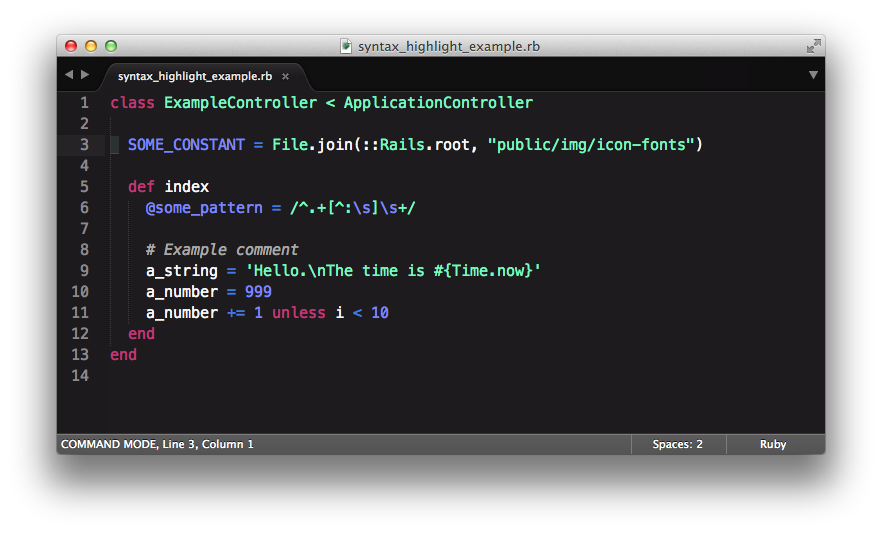 syntax_highlight_example.rb
syntax_highlight_example.rb ×
1 class ExampleController < ApplicationController
2
3   SOME_CONSTANT = File.join(::Rails.root, "public/img/icon-fonts")
4
5   def index
6     @some_pattern = /^.+[^:\s]\s+/
7
8     # Example comment
9     a_string = 'Hello.\nThe time is #{Time.now}'
10     a_number = 999
11     a_number += 1 unless i < 10
12   end
13 end
14
COMMAND MODE, Line 3, Column 1 Spaces: 2 Ruby